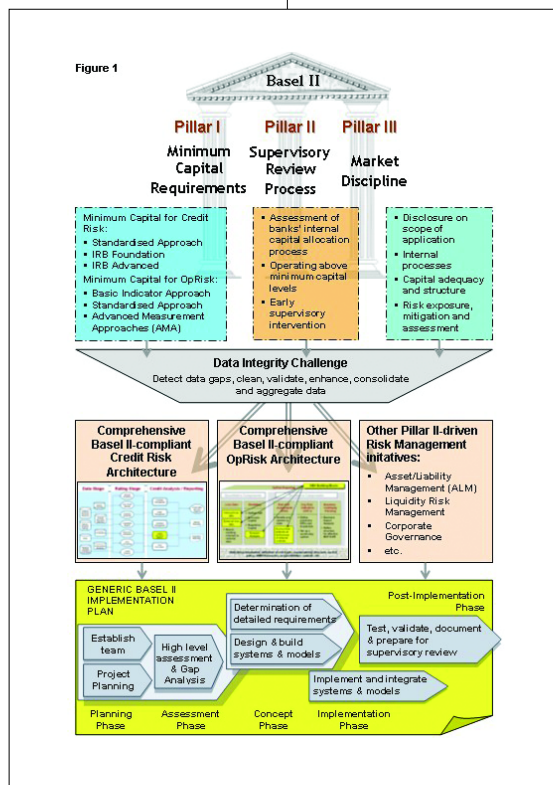 Figure 1
Basel II
Pillar I
Minimum
Capital
Requirements
Pillar II
Supervisory
Review
Process
Pillar III
Market
Discipline
Minimum Capital for Credit
Risk:
▪ Standardised Approach
▪ IRB Foundation
▪ IRB Advanced
Minimum Capital for OpRisk:
▪ Basic Indicator Approach
▪ Standardised Approach
▪ Advanced Measurement
Approaches (AMA)
▪ Assessment of
banks' internal
capital allocation
process
▪ Operating above
minimum capital
levels
▪ Early
supervisory
intervention
▪ Disclosure on
scope of
application
▪ Internal
processes
▪ Capital adequacy
and structure
▪ Risk exposure,
mitigation and
assessment
Data Integrity Challenge
Detect data gaps, clean, validate, enhance, consolidate
and aggregate data
Comprehensive
Basel II-compliant
Credit Risk
Architecture
Data Stage
Rating Stage
Credit Analysis / Reporting
Comprehensive
Basel II-compliant
OpRisk Architecture
Other Pillar II-driven
Risk Management
initatives:
▪ Asset/Liability
Management (ALM)
▪ Liquidity Risk
Management
▪ Corporate
Governance
▪ etc.
GENERIC BASEL II
IMPLEMENTATION
PLAN
Post-Implementation
Phase
Establish
team
Project
Planning
High level
assessment
& Gap
Analysis
Determination of
detailed requirements
Design & build
systems & models
Test, validate, document
& prepare for
supervisory review
Implement and integrate
systems & models
Planning
Phase
Assessment
Phase
Concept
Phase
Implementation
Phase